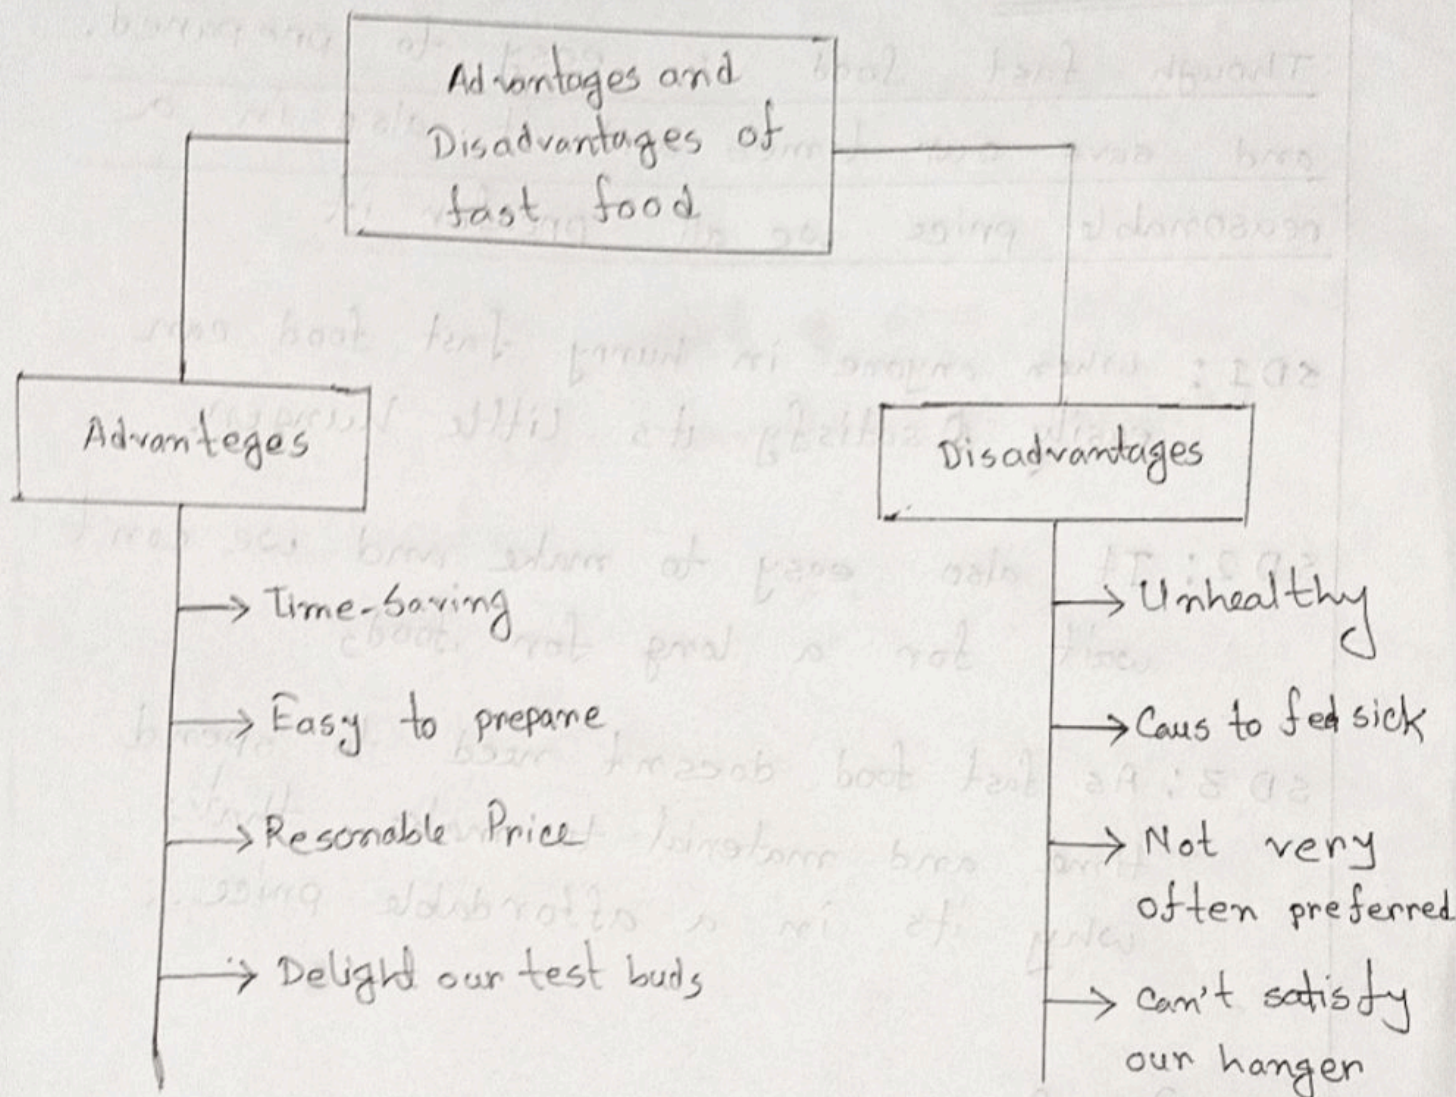 Advantages and
Disadvantages of
fast food
Advanteges
Time-Saving
Easy to prepare
Resonable Price
Delight our test buds
Disadvantages
Unhealthy
Caus to fed sick
Not very
often preferred
Can't satisfy
our hanger